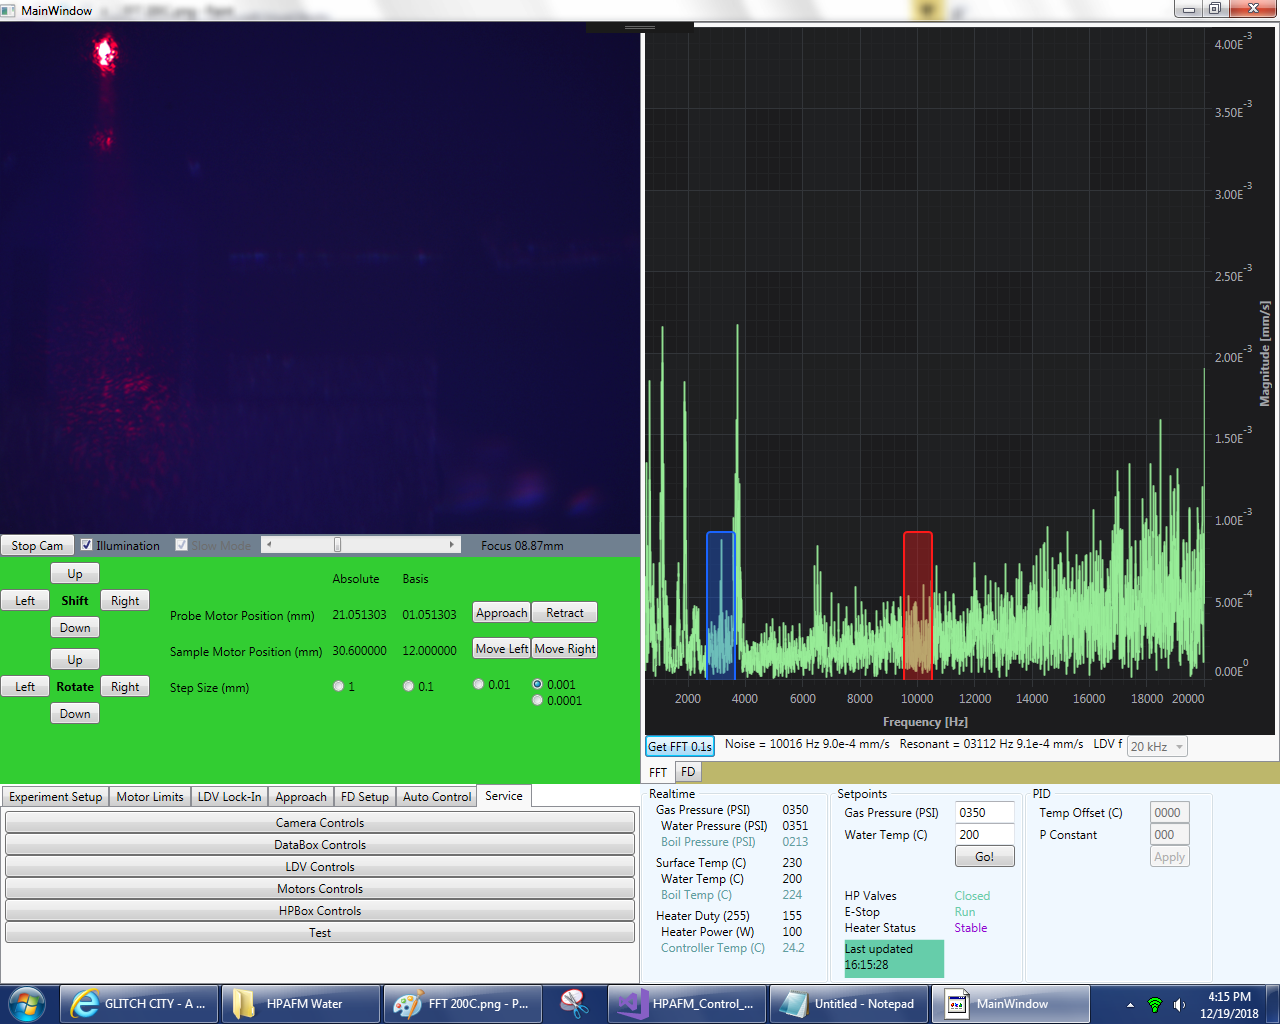 MainWindow
4.00E-3
3.50E-3
3.00E-3
2.50E-3
2.00E-3
1.50E-3
1.00E-3
5.00E-4
0.00E0
Magnitude [mm/s]
2000 4000 6000 8000 10000 12000 14000 16000 18000 20000
Frequency [Hz]
Stop Cam Illumination Slow Mode Focus 08.87mm
Get FFT 0.1s Noise = 10016 Hz 9.0e-4 mm/s Resonant = 03112 Hz 9.1e-4 mm/s LDV f 20 kHz
FFT FD
Up
Left Shift Right
Down
Up
Left Rotate Right
Down
Absolute Basis
Probe Motor Position (mm) 21.051303 01.051303 Approach Retract
Sample Motor Position (mm) 30.600000 12.000000 Move Left Move Right
Step Size (mm) 1 0.1 0.01 0.001
0.0001
Experiment Setup Motor Limits LDV Lock-In Approach FD Setup Auto Control Service
Camera Controls
DataBox Controls
LDV Controls
Motors Controls
HPBox Controls
Test
Realtime
Gas Pressure (PSI) 0350
Water Pressure (PSI) 0351
Boil Pressure (PSI) 0213
Surface Temp (C) 230
Water Temp (C) 200
Boil Temp (C) 224
Heater Duty (255) 155
Heater Power (W) 100
Controller Temp (C) 24.2
Setpoints
Gas Pressure (PSI) 0350
Water Temp (C) 200
Go!
HP Valves Closed
E-Stop Run
Heater Status Stable
Last updated
16:15:28
PID
Temp Offset (C) 0000
P Constant 000
Apply
GLITCH CITY - A ... HPAFM Water FFT 200C.png - P... HPAFM_Control_... Untitled - Notepad MainWindow
4:15 PM
12/19/2018